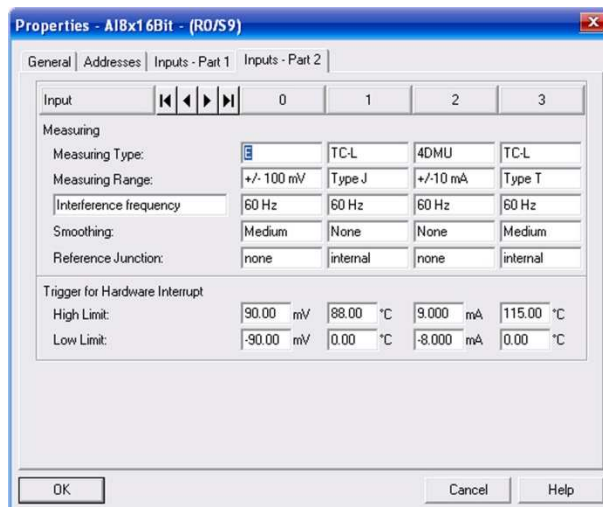 Properties - AI8x16Bit - (R0/S9)
General Addresses Inputs - Part 1 Inputs - Part 2
Input 0 1 2 3
Measuring
Measuring Type: E TC-L 4DMU TC-L
Measuring Range: +/- 100 mV Type J +/-10 mA Type T
Interference frequency 60 Hz 60 Hz 60 Hz 60 Hz
Smoothing: Medium None None Medium
Reference Junction: none internal none internal
Trigger for Hardware Interrupt
High Limit: 90.00 mV 88.00 °C 9.000 mA 115.00 °C
Low Limit: -90.00 mV 0.00 °C -8.000 mA 0.00 °C
OK Cancel Help